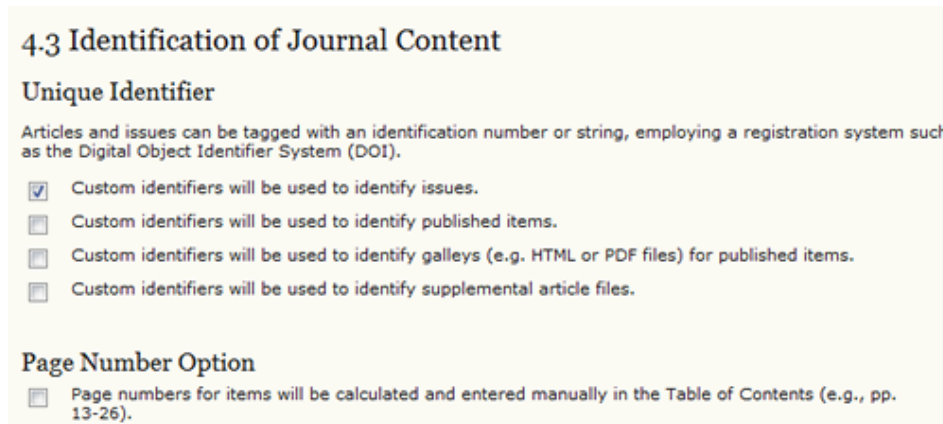 4.3 Identification of Journal Content
Unique Identifier
Articles and issues can be tagged with an identification number or string, employing a registration system such
as the Digital Object Identifier System (DOI).
Custom identifiers will be used to identify issues.
Custom identifiers will be used to identify published items.
Custom identifiers will be used to identify galleys (e.g. HTML or PDF files) for published items.
Custom identifiers will be used to identify supplemental article files.
Page Number Option
Page numbers for items will be calculated and entered manually in the Table of Contents (e.g., pp.
13-26).